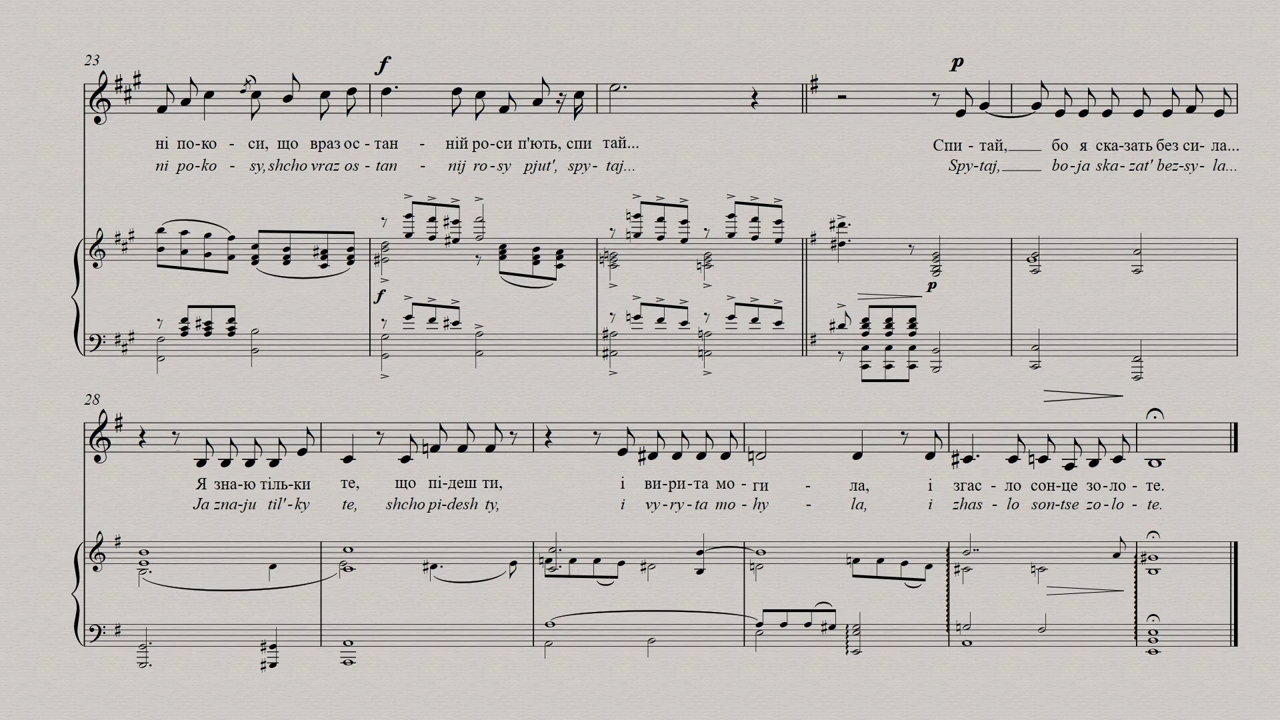 23
f
ні по-ко - си, що враз ос - тан - ній ро-си п'ють, спи тай...
ni po-ko - sy, shcho vraz os - tan - nij ro-sy pjut', spy - taj...
p
Спи - тай,____ бо я ска-зать без си - ла...
Spy-taj,____ bo-ja ska - zat' bez-sy - la...
f
p
28
Я зна-ю тіль-ки те, що пі-деш ти, і ви-ри-та мо - ги - ла, і згас - ло сон-це зо-ло - те.
Ja zna-ju til'-ky te, shcho pi-desh ty, i vy-ry-ta mo - hy - la, i zhas - lo son-tse zo-lo - te.